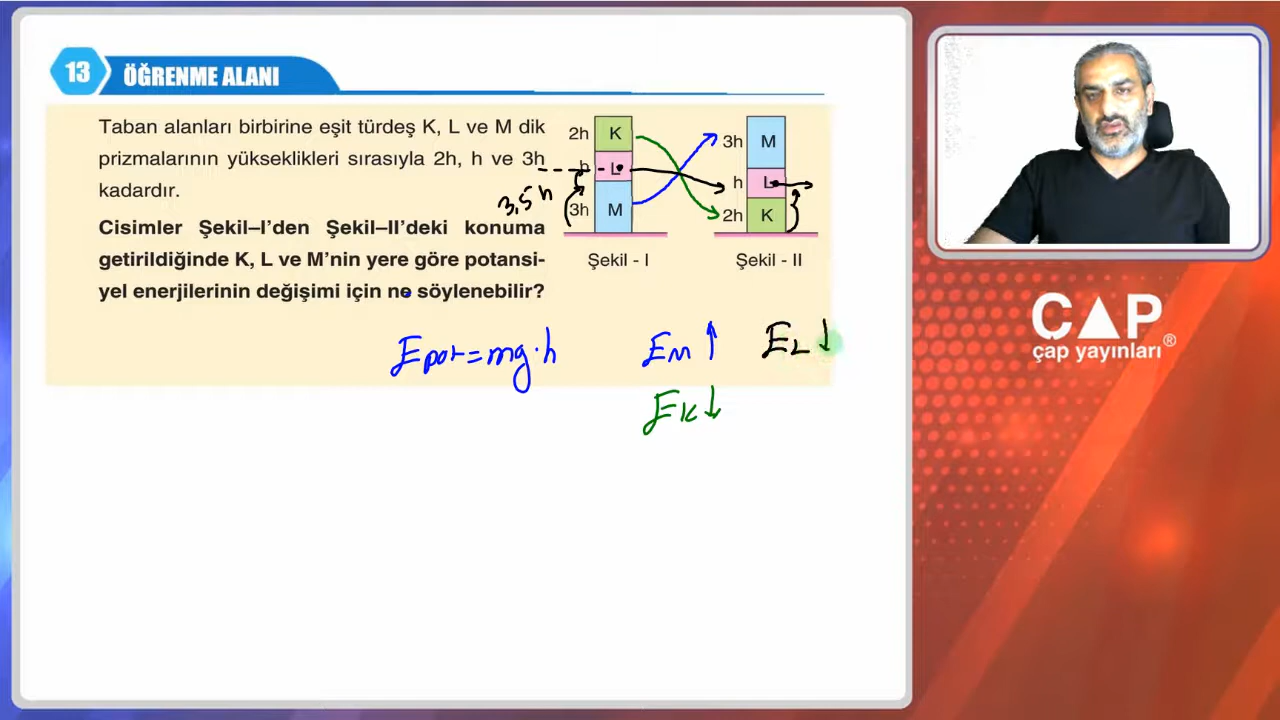 13 ÖĞRENME ALANI
Taban alanları birbirine eşit türdeş K, L ve M dik
prizmalarının yükseklikleri sırasıyla 2h, h ve 3h
kadardır.
Cisimler Şekil–I’den Şekil–II’deki konuma
getirildiğinde K, L ve M’nin yere göre potansi-
yel enerjilerinin değişimi için ne söylenebilir?
2h K
h L
3,5h
3h M
Şekil - I
3h M
h L
2h K
Şekil - II
Epot = mg.h
EM ↑
EL ↓
EK ↓
ÇAP
çap yayınları®